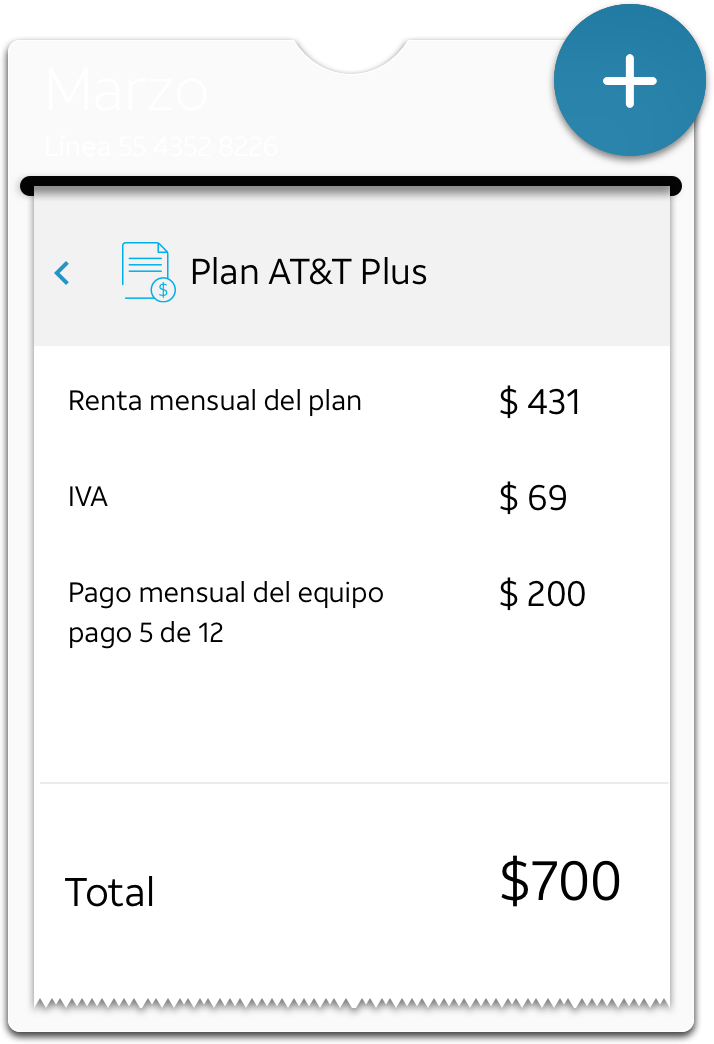 Marzo
Línea 55 4352 8226
Plan AT&T Plus
Renta mensual del plan $ 431
IVA $ 69
Pago mensual del equipo $ 200
pago 5 de 12
Total $700